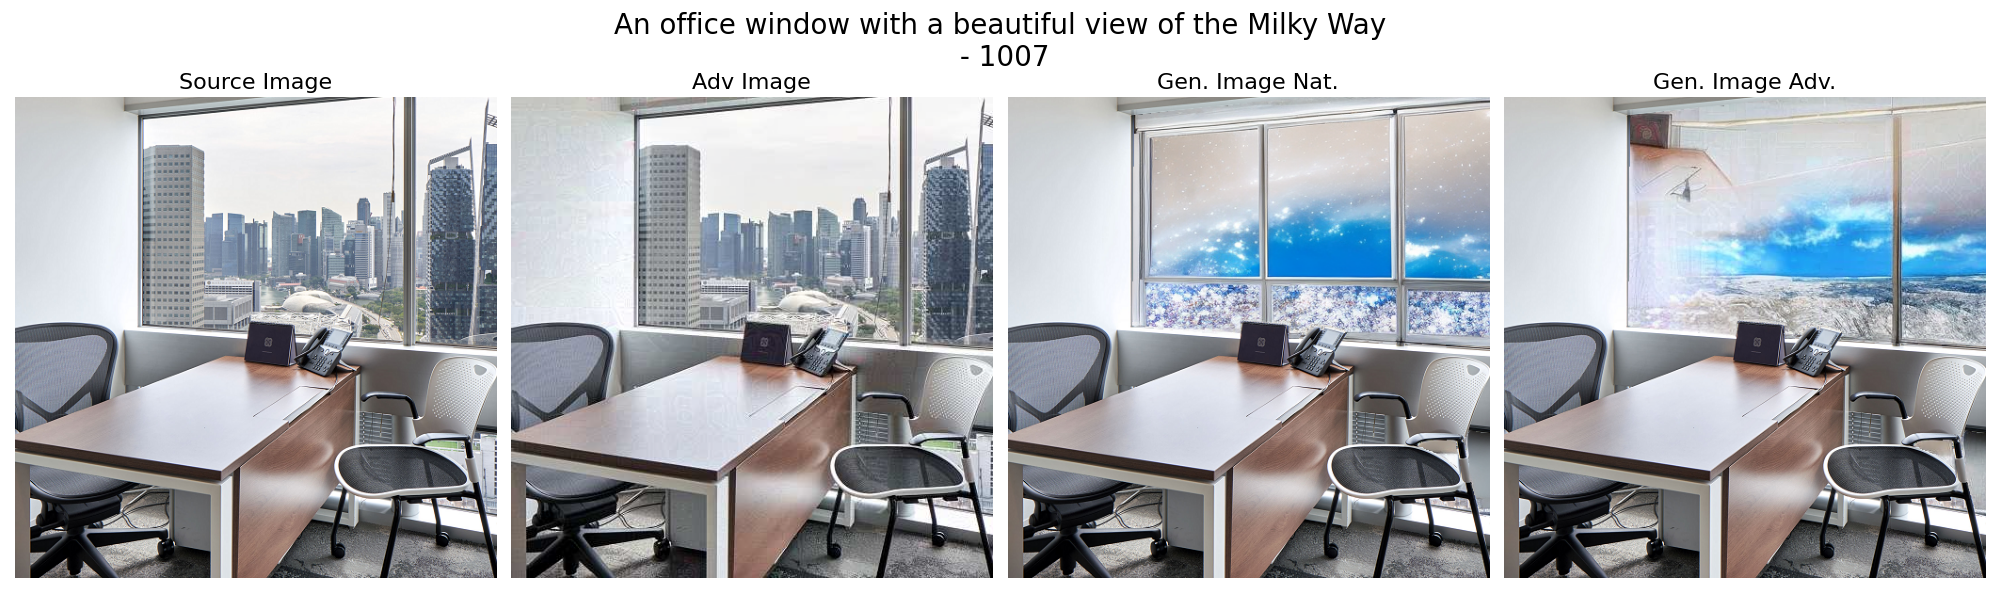 An office window with a beautiful view of the Milky Way
- 1007
Source Image
Adv Image
Gen. Image Nat.
Gen. Image Adv.